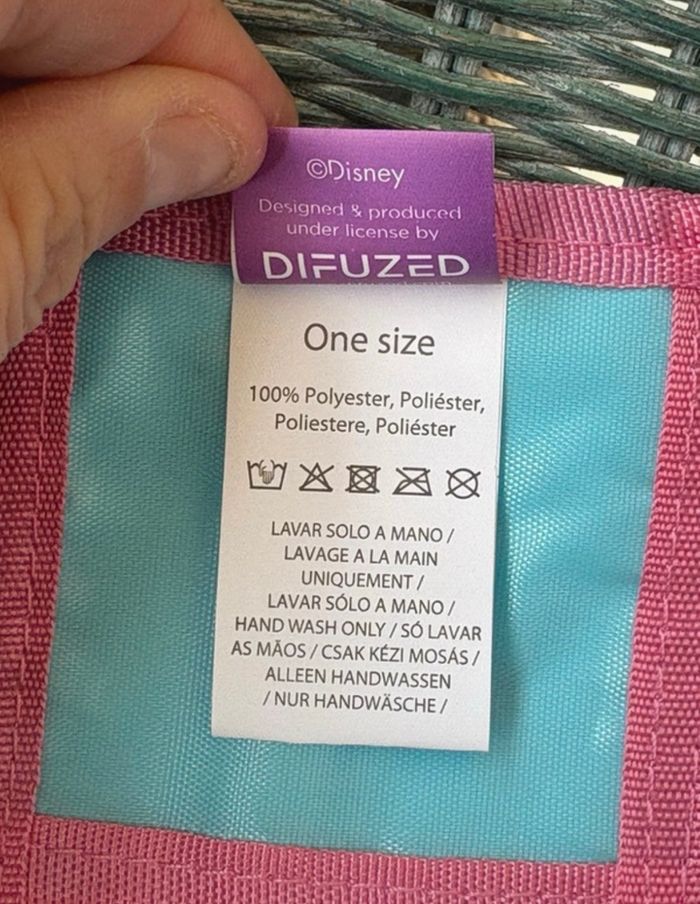 ©Disney
Designed & produced
under license by
DIFUZED
One size
100% Polyester, Poliéster,
Poliestere, Poliéster
LAVAR SOLO A MANO /
LAVAGE A LA MAIN
UNIQUEMENT /
LAVAR SÓLO A MANO /
HAND WASH ONLY / SÓ LAVAR
AS MÃOS / CSAK KÉZI MOSÁS /
ALLEEN HANDWASSEN
/ NUR HANDWÄSCHE /